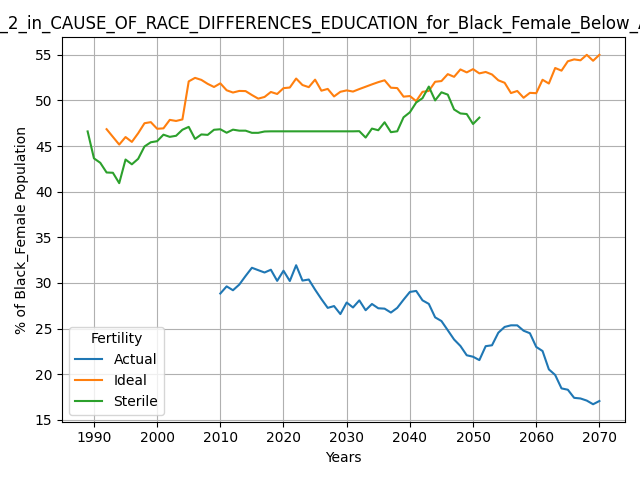 _2_in_CAUSE_OF_RACE_DIFFERENCES_EDUCATION_for_Black_Female_Below_
% of Black_Female Population
55
50
45
40
35
30
25
20
15
Fertility
Actual
Ideal
Sterile
1990 2000 2010 2020 2030 2040 2050 2060 2070
Years